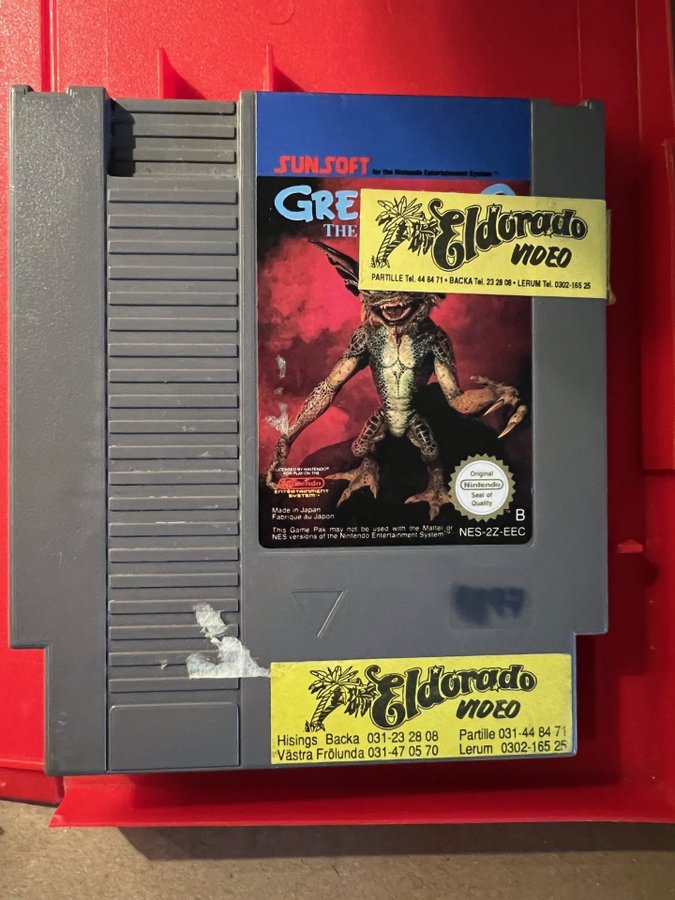 SUNSOFT for the Nintendo Entertainment System™
GRE
THE
Eldorado
VIDEO
PARTILLE Tel. 44 84 71 • BACKA Tel. 23 28 08 • LERUM Tel. 0302-165 25
LICENSED BY NINTENDO®
FOR PLAY ON THE
Nintendo
ENTERTAINMENT
SYSTEM™
Original
Nintendo
Seal of
Quality
Made in Japan
Fabriqué au Japon
This Game Pak may not be used with the Mattel or
NES versions of the Nintendo Entertainment System™.
B
NES-2Z-EEC
Eldorado
VIDEO
Hisings Backa 031-23 28 08 Partille 031-44 84 71
Västra Frölunda 031-47 05 70 Lerum 0302-165 25